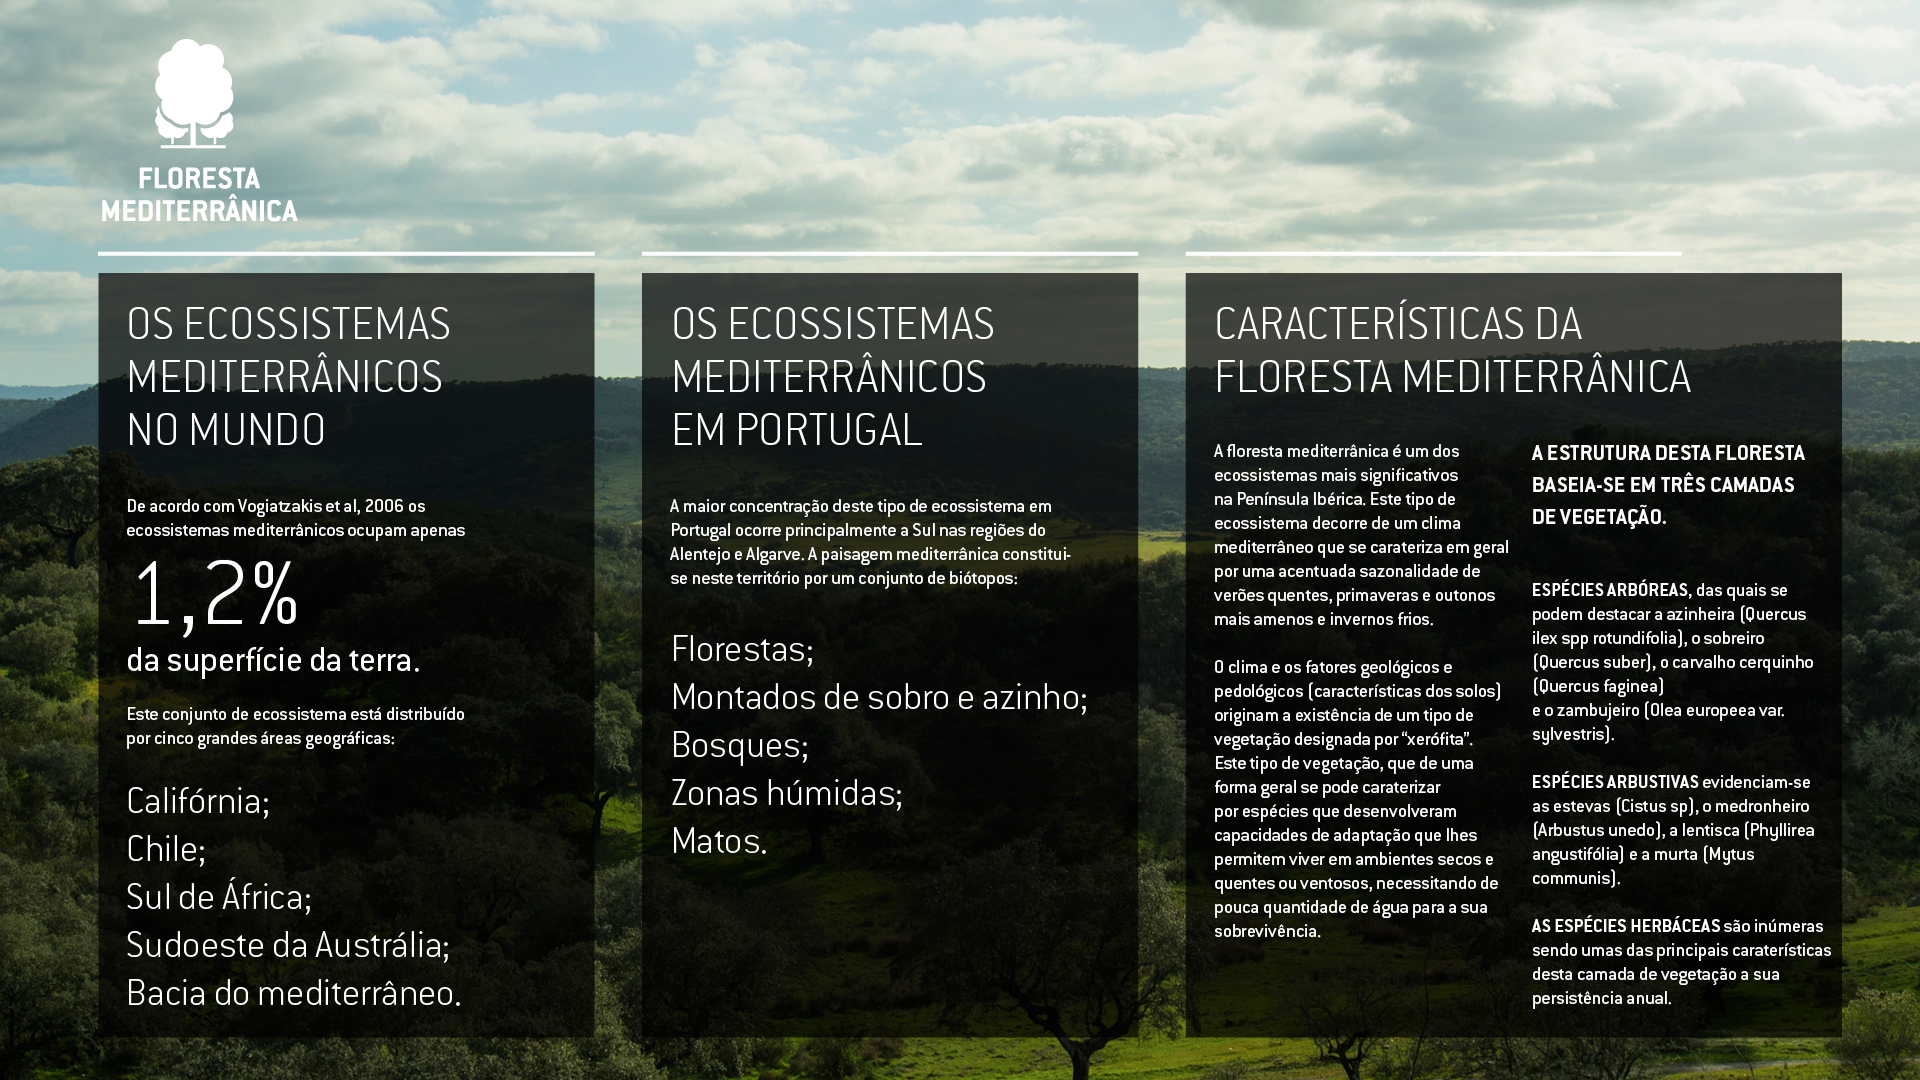 FLORESTA
MEDITERRÂNICA
OS ECOSSISTEMAS
MEDITERRÂNICOS
NO MUNDO
De acordo com Vogiatzakis et al, 2006 os
ecossistemas mediterrânicos ocupam apenas
1,2%
da superfície da terra.
Este conjunto de ecossistema está distribuído
por cinco grandes áreas geográficas:
Califórnia;
Chile;
Sul de África;
Sudoeste da Austrália;
Bacia do mediterrâneo.
OS ECOSSISTEMAS
MEDITERRÂNICOS
EM PORTUGAL
A maior concentração deste tipo de ecossistema em
Portugal ocorre principalmente a Sul nas regiões do
Alentejo e Algarve. A paisagem mediterrânica constitui-
se neste território por um conjunto de biótopos:
Florestas;
Montados de sobro e azinho;
Bosques;
Zonas húmidas;
Matos.
CARACTERÍSTICAS DA
FLORESTA MEDITERRÂNICA
A floresta mediterrânica é um dos
ecossistemas mais significativos
na Península Ibérica. Este tipo de
ecossistema decorre de um clima
mediterrâneo que se carateriza em geral
por uma acentuada sazonalidade de
verões quentes, primaveras e outonos
mais amenos e invernos frios.
O clima e os fatores geológicos e
pedológicos (características dos solos)
originam a existência de um tipo de
vegetação designada por “xerófita”.
Este tipo de vegetação, que de uma
forma geral se pode caraterizar
por espécies que desenvolveram
capacidades de adaptação que lhes
permitem viver em ambientes secos e
quentes ou ventosos, necessitando de
pouca quantidade de água para a sua
sobrevivência.
A ESTRUTURA DESTA FLORESTA
BASEIA-SE EM TRÊS CAMADAS
DE VEGETAÇÃO.
ESPÉCIES ARBÓREAS, das quais se
podem destacar a azinheira (Quercus
ilex spp rotundifolia), o sobreiro
(Quercus suber), o carvalho cerquinho
(Quercus faginea)
e o zambujeiro (Olea europeea var.
sylvestris).
ESPÉCIES ARBUSTIVAS evidenciam-se
as estevas (Cistus sp), o medronheiro
(Arbustus unedo), a lentisca (Phyllirea
angustifólia) e a murta (Mytus
communis).
AS ESPÉCIES HERBÁCEAS são inúmeras
sendo umas das principais caraterísticas
desta camada de vegetação a sua
persistência anual.